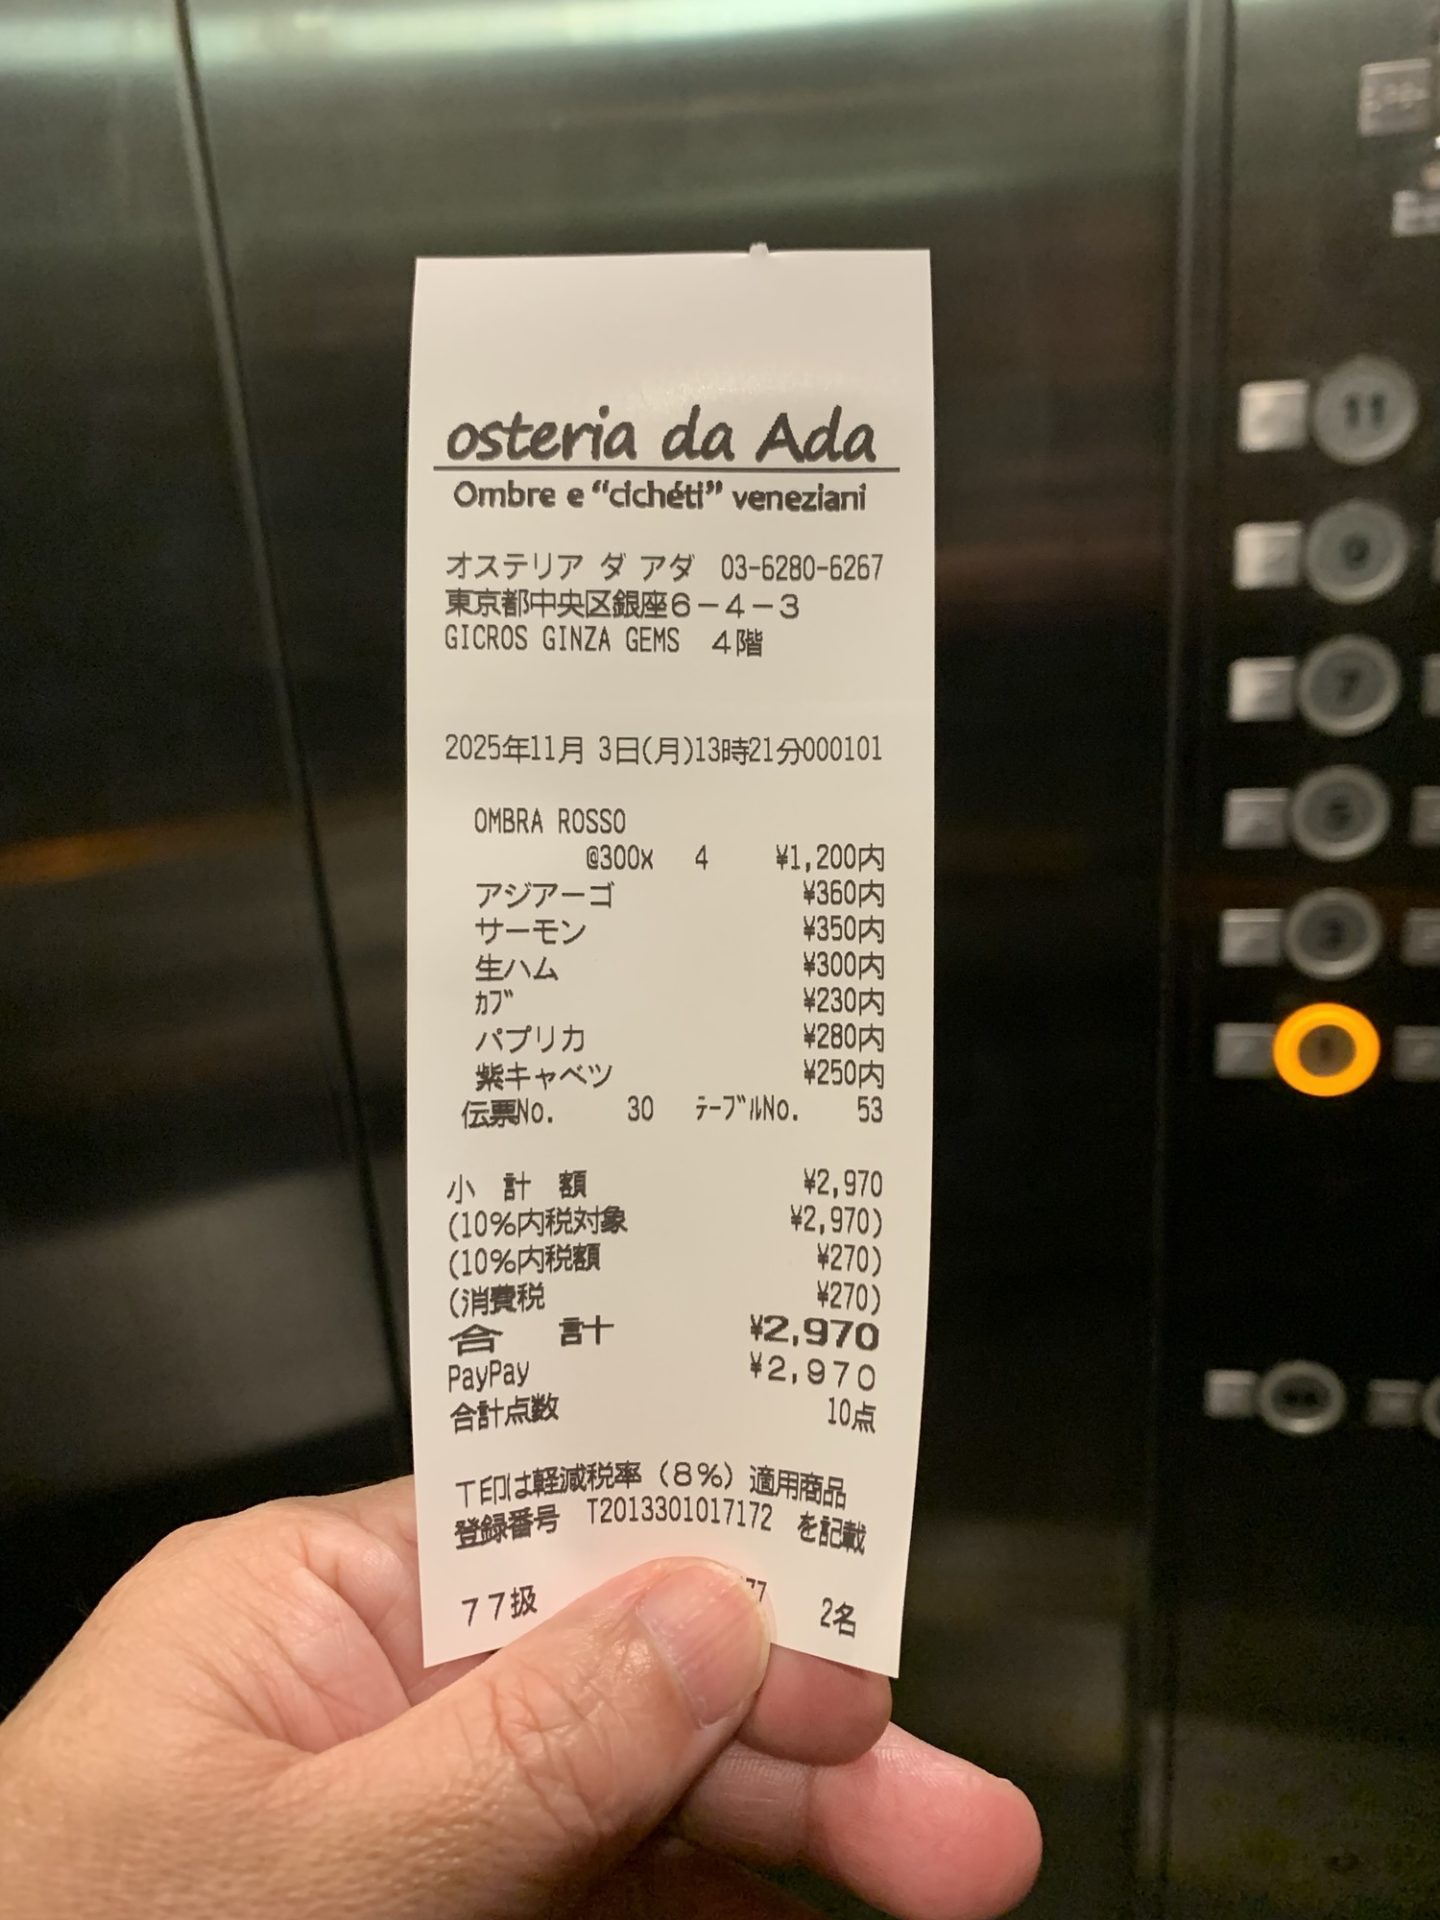 osteria da Ada
Ombre e “cichéti” veneziani
オステリア ダ アダ 03-6280-6267
東京都中央区銀座6－4－3
GICROS GINZA GEMS 4階
2025年11月 3日(月)13時21分000101
OMBRA ROSSO
@300x 4 ¥1,200内
アジアーゴ ¥360内
サーモン ¥350内
生ハム ¥300内
ｶﾌﾞ ¥230内
パプリカ ¥280内
紫キャベツ ¥250内
伝票No. 30 ﾃｰﾌﾞﾙNo. 53
小 計 額 ¥2,970
(10%内税対象 ¥2,970)
(10%内税額 ¥270)
(消費税 ¥270)
合 計 ¥2,970
PayPay ¥2,970
合計点数 10点
T印は軽減税率（8％）適用商品
登録番号 T2013301017172 を記載
77扱 77 2名
11
9
7
5
3
1